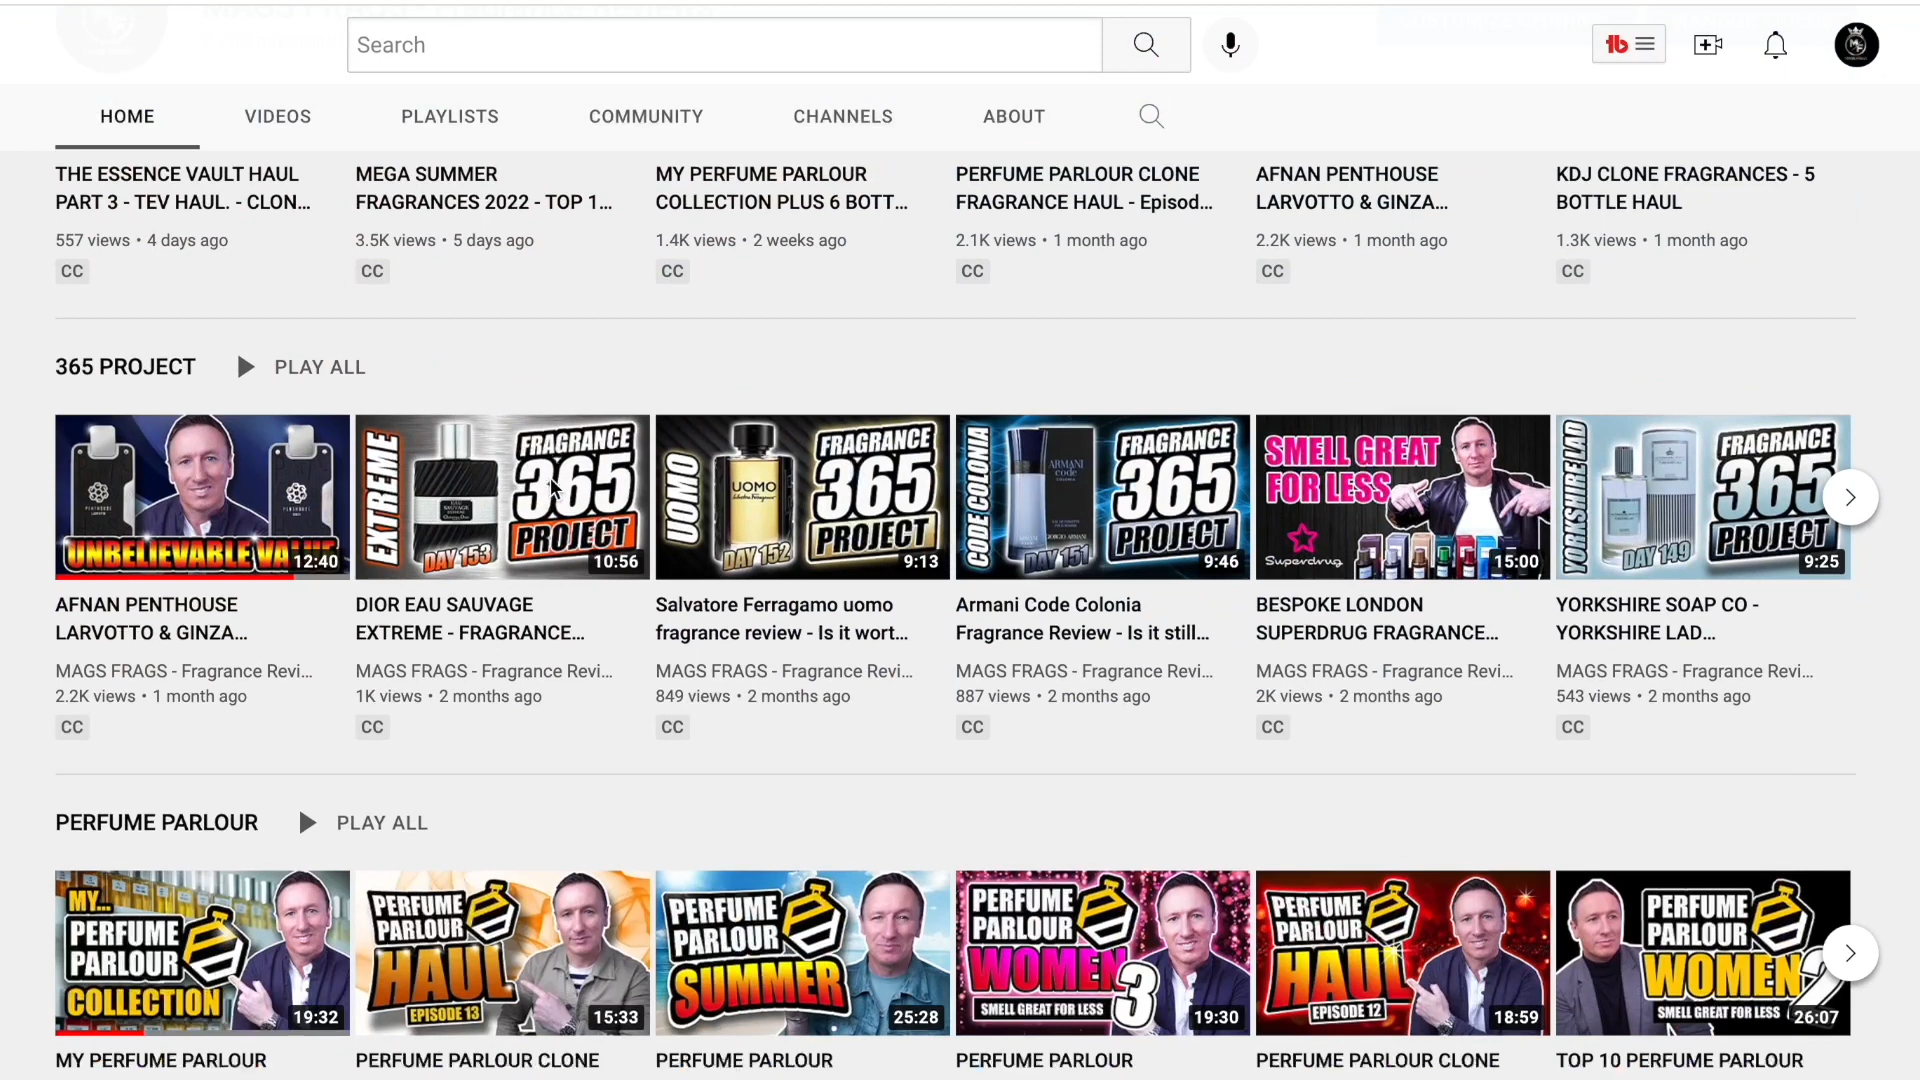 Search
HOME
VIDEOS
PLAYLISTS
COMMUNITY
CHANNELS
ABOUT
THE ESSENCE VAULT HAUL
PART 3 - TEV HAUL. - CLON...
557 views • 4 days ago
CC
MEGA SUMMER
FRAGRANCES 2022 - TOP 1...
3.5K views • 5 days ago
CC
MY PERFUME PARLOUR
COLLECTION PLUS 6 BOTT...
1.4K views • 2 weeks ago
CC
PERFUME PARLOUR CLONE
FRAGRANCE HAUL - Episod...
2.1K views • 1 month ago
CC
AFNAN PENTHOUSE
LARVOTTO & GINZA...
2.2K views • 1 month ago
CC
KDJ CLONE FRAGRANCES - 5
BOTTLE HAUL
1.3K views • 1 month ago
CC
365 PROJECT
PLAY ALL
UNBELIEVABLE VALUE
12:40
AFNAN PENTHOUSE
LARVOTTO & GINZA...
MAGS FRAGS - Fragrance Revi...
2.2K views • 1 month ago
CC
EXTREME
FRAGRANCE
365
PROJECT
DAY 153
10:56
DIOR EAU SAUVAGE
EXTREME - FRAGRANCE...
MAGS FRAGS - Fragrance Revi...
1K views • 2 months ago
CC
UOMO
UOMO
FRAGRANCE
365
PROJECT
DAY 152
9:13
Salvatore Ferragamo uomo
fragrance review - Is it wort...
MAGS FRAGS - Fragrance Revi...
849 views • 2 months ago
CC
CODE COLONIA
ARMANI
code
FRAGRANCE
365
PROJECT
DAY 151
9:46
Armani Code Colonia
Fragrance Review - Is it still...
MAGS FRAGS - Fragrance Revi...
887 views • 2 months ago
CC
SMELL GREAT
FOR LESS
Superdrug
15:00
BESPOKE LONDON
SUPERDRUG FRAGRANCE...
MAGS FRAGS - Fragrance Revi...
2K views • 2 months ago
CC
YORKSHIRE LAD
FRAGRANCE
365
PROJECT
DAY 149
9:25
YORKSHIRE SOAP CO -
YORKSHIRE LAD...
MAGS FRAGS - Fragrance Revi...
543 views • 2 months ago
CC
PERFUME PARLOUR
PLAY ALL
MY...
PERFUME
PARLOUR
COLLECTION
19:32
MY PERFUME PARLOUR
PERFUME
PARLOUR
HAUL
EPISODE 13
15:33
PERFUME PARLOUR CLONE
PERFUME
PARLOUR
SUMMER
25:28
PERFUME PARLOUR
PERFUME
PARLOUR
WOMEN
3
SMELL GREAT FOR LESS
19:30
PERFUME PARLOUR
PERFUME
PARLOUR
HAUL
EPISODE 12
18:59
PERFUME PARLOUR CLONE
PERFUME
PARLOUR
WOMEN
2
SMELL GREAT FOR LESS
26:07
TOP 10 PERFUME PARLOUR